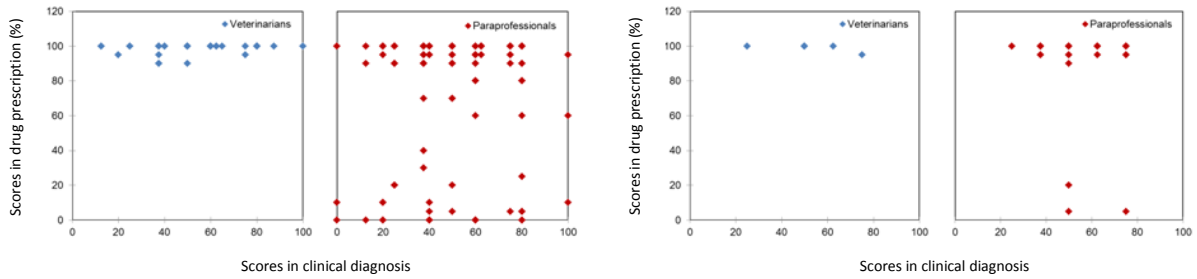 Veterinarians
Paraprofessionals
Scores in drug prescription (%)
120
100
80
60
40
20
0
0 20 40 60 80 100
0 20 40 60 80 100
Scores in clinical diagnosis
Veterinarians
Paraprofessionals
Scores in drug prescription (%)
120
100
80
60
40
20
0
0 20 40 60 80 100
0 20 40 60 80 100
Scores in clinical diagnosis